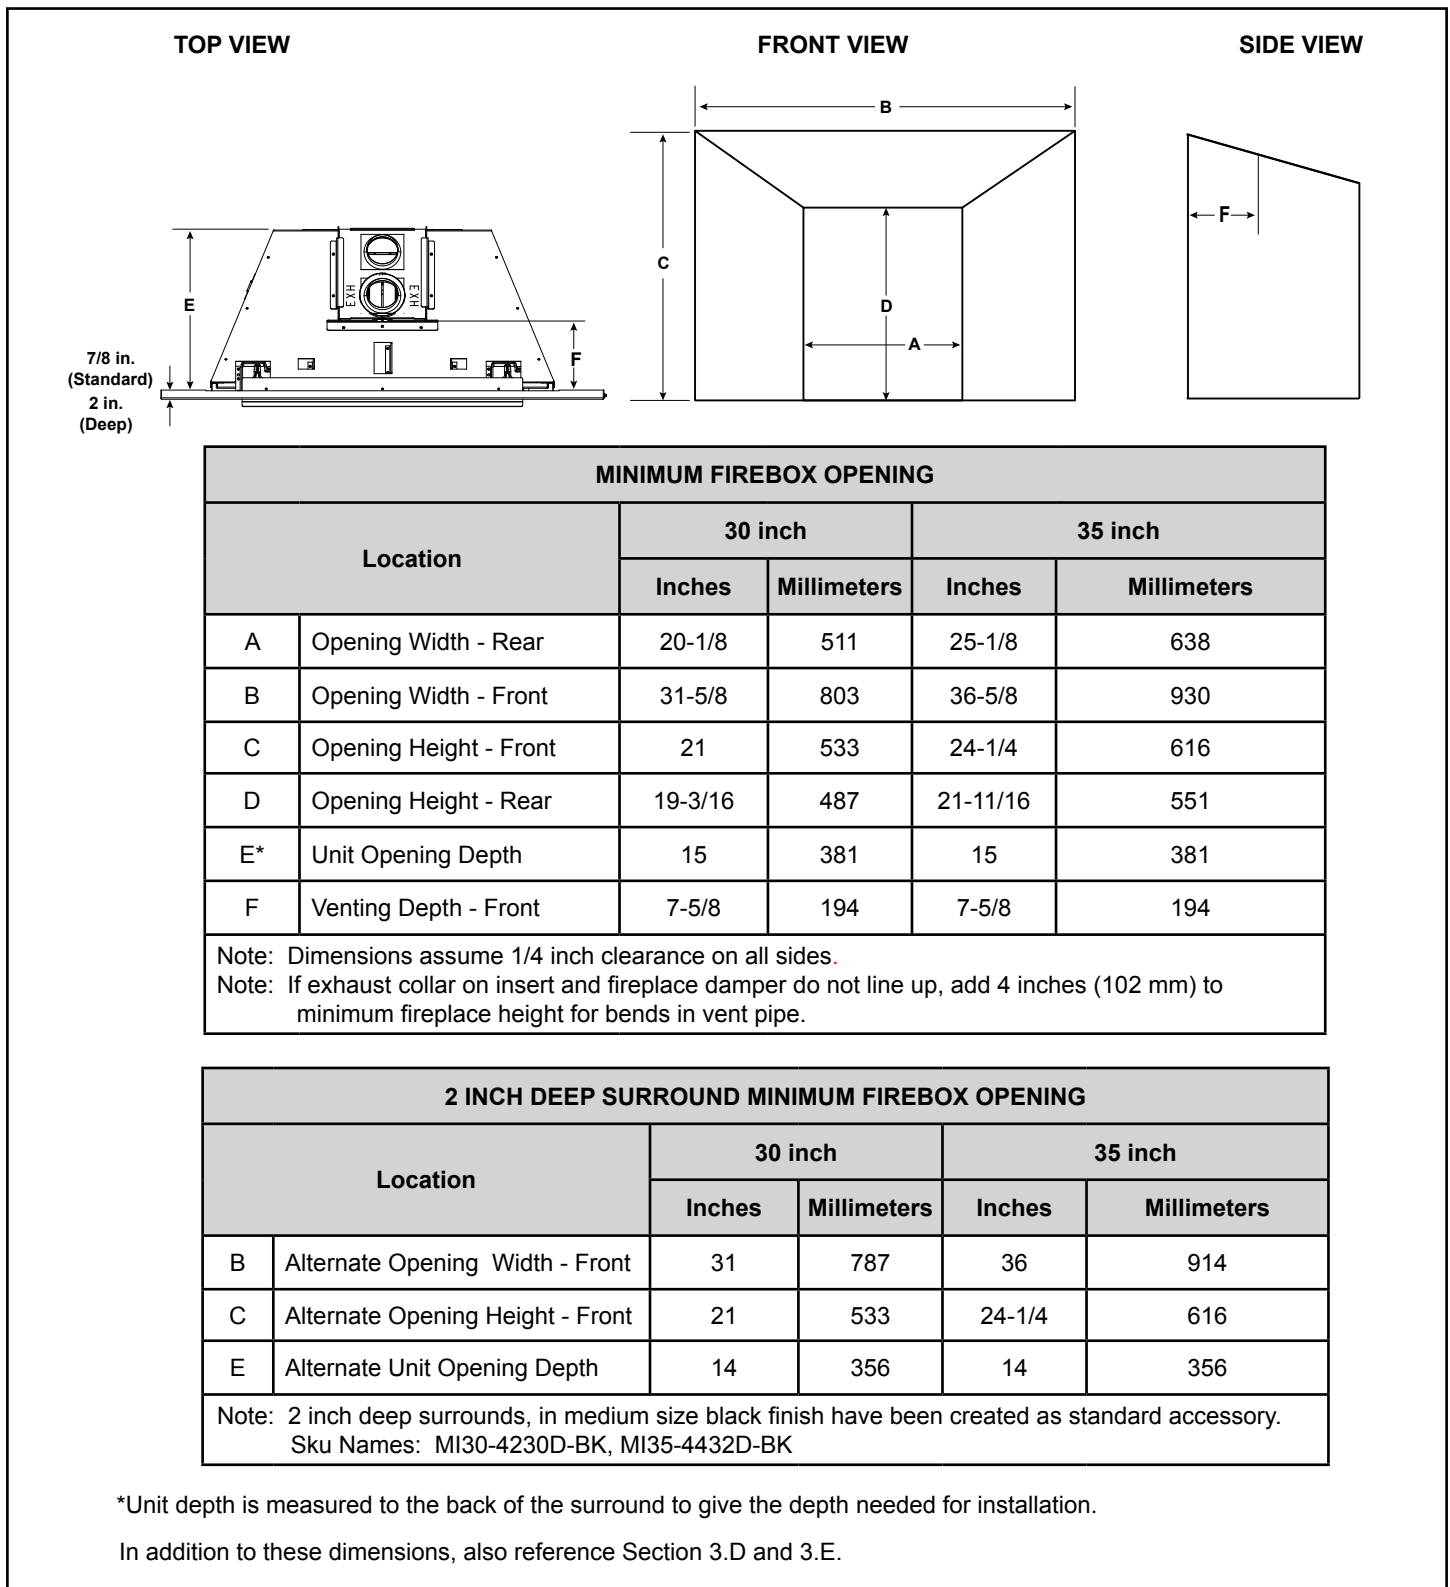 TOP VIEW
FRONT VIEW
SIDE VIEW
B
C
D
A
F
E
F
EXH
EXH
7/8 in.
(Standard)
2 in.
(Deep)
MINIMUM FIREBOX OPENING
Location 30 inch 35 inch
Inches Millimeters Inches Millimeters
A Opening Width - Rear 20-1/8 511 25-1/8 638
B Opening Width - Front 31-5/8 803 36-5/8 930
C Opening Height - Front 21 533 24-1/4 616
D Opening Height - Rear 19-3/16 487 21-11/16 551
E* Unit Opening Depth 15 381 15 381
F Venting Depth - Front 7-5/8 194 7-5/8 194
Note: Dimensions assume 1/4 inch clearance on all sides.
Note: If exhaust collar on insert and fireplace damper do not line up, add 4 inches (102 mm) to
minimum fireplace height for bends in vent pipe.
2 INCH DEEP SURROUND MINIMUM FIREBOX OPENING
Location 30 inch 35 inch
Inches Millimeters Inches Millimeters
B Alternate Opening Width - Front 31 787 36 914
C Alternate Opening Height - Front 21 533 24-1/4 616
E Alternate Unit Opening Depth 14 356 14 356
Note: 2 inch deep surrounds, in medium size black finish have been created as standard accessory.
Sku Names: MI30-4230D-BK, MI35-4432D-BK
*Unit depth is measured to the back of the surround to give the depth needed for installation.
In addition to these dimensions, also reference Section 3.D and 3.E.